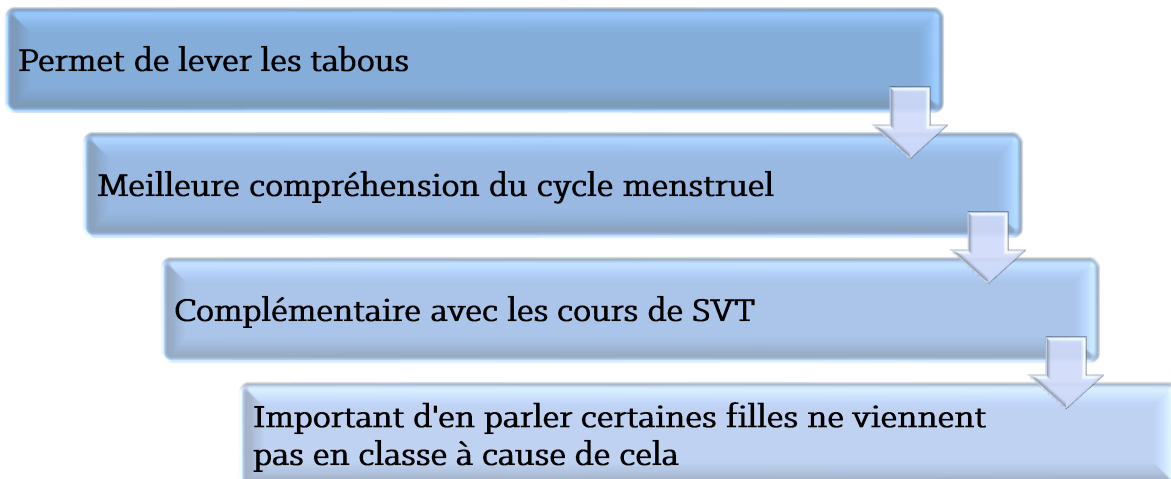 Permet de lever les tabous
Meilleure compréhension du cycle menstruel
Complémentaire avec les cours de SVT
Important d'en parler certaines filles ne viennent
pas en classe à cause de cela